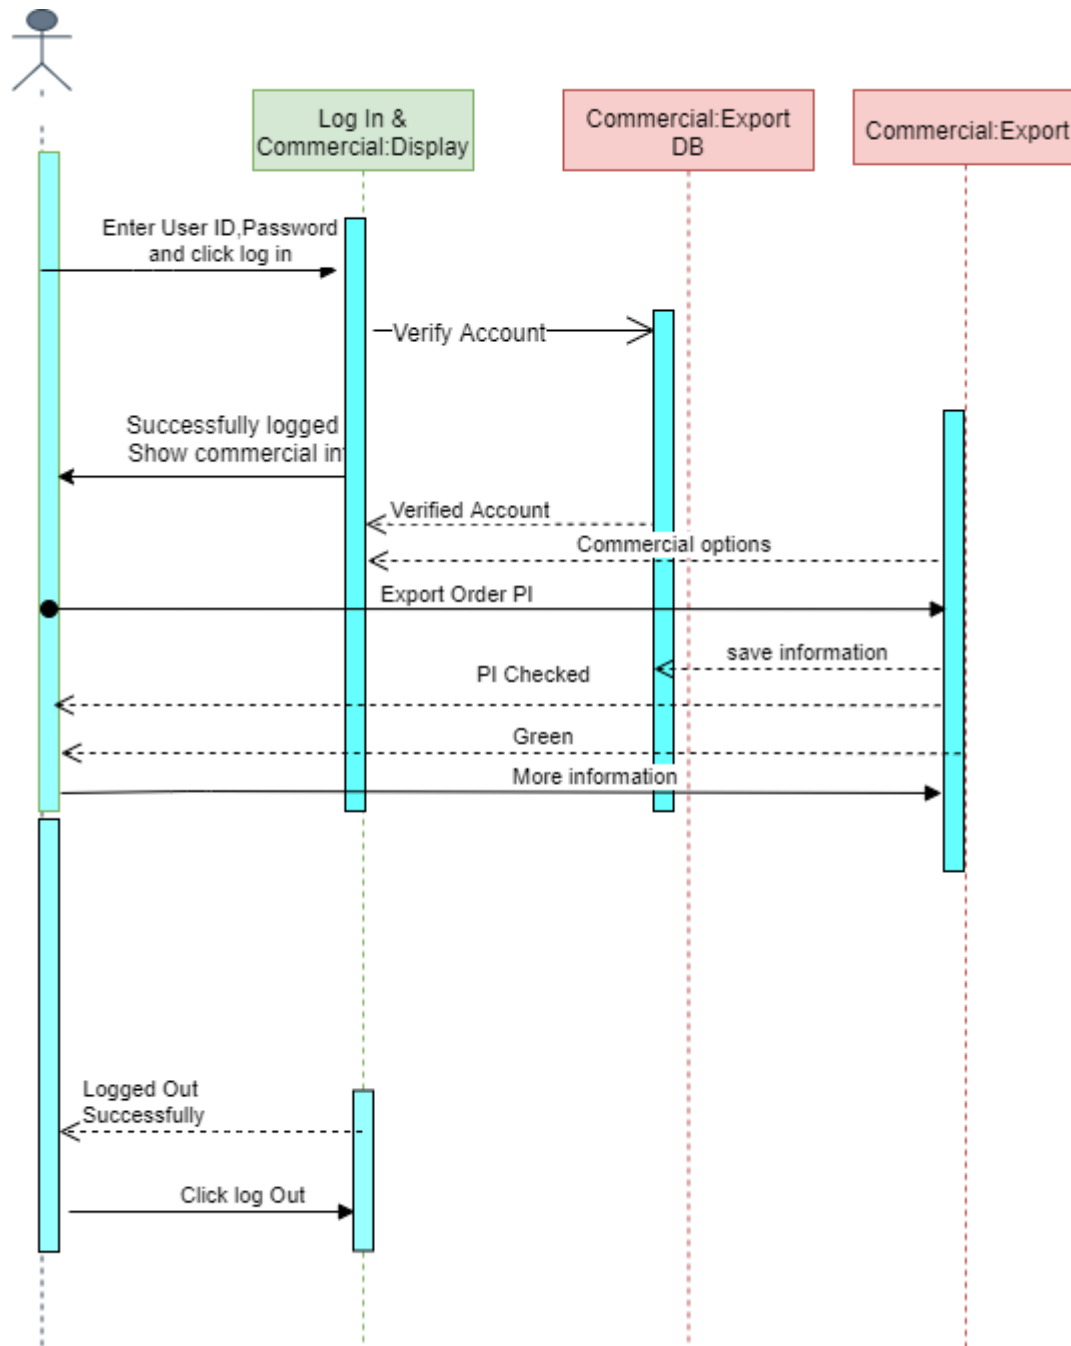 Log In &
Commercial:Display
Commercial:Export
DB
Commercial:Export
Enter User ID,Password
and click log in
Verify Account
Successfully logged
Show commercial
Verified Account
Commercial options
Export Order PI
save information
PI Checked
Green
More information
Logged Out
Successfully
Click log Out